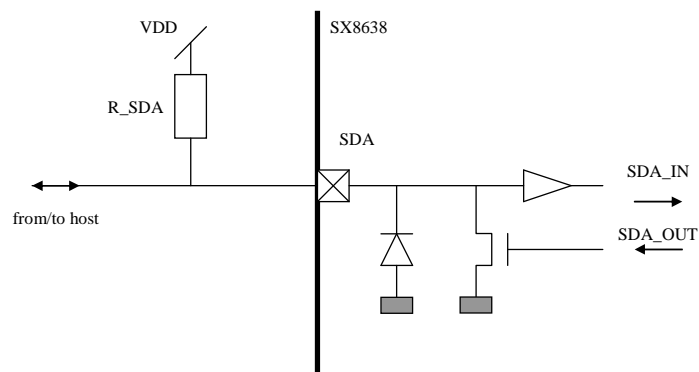 VDD
SX8638
R_SDA
SDA
SDA_IN
from/to host
SDA_OUT